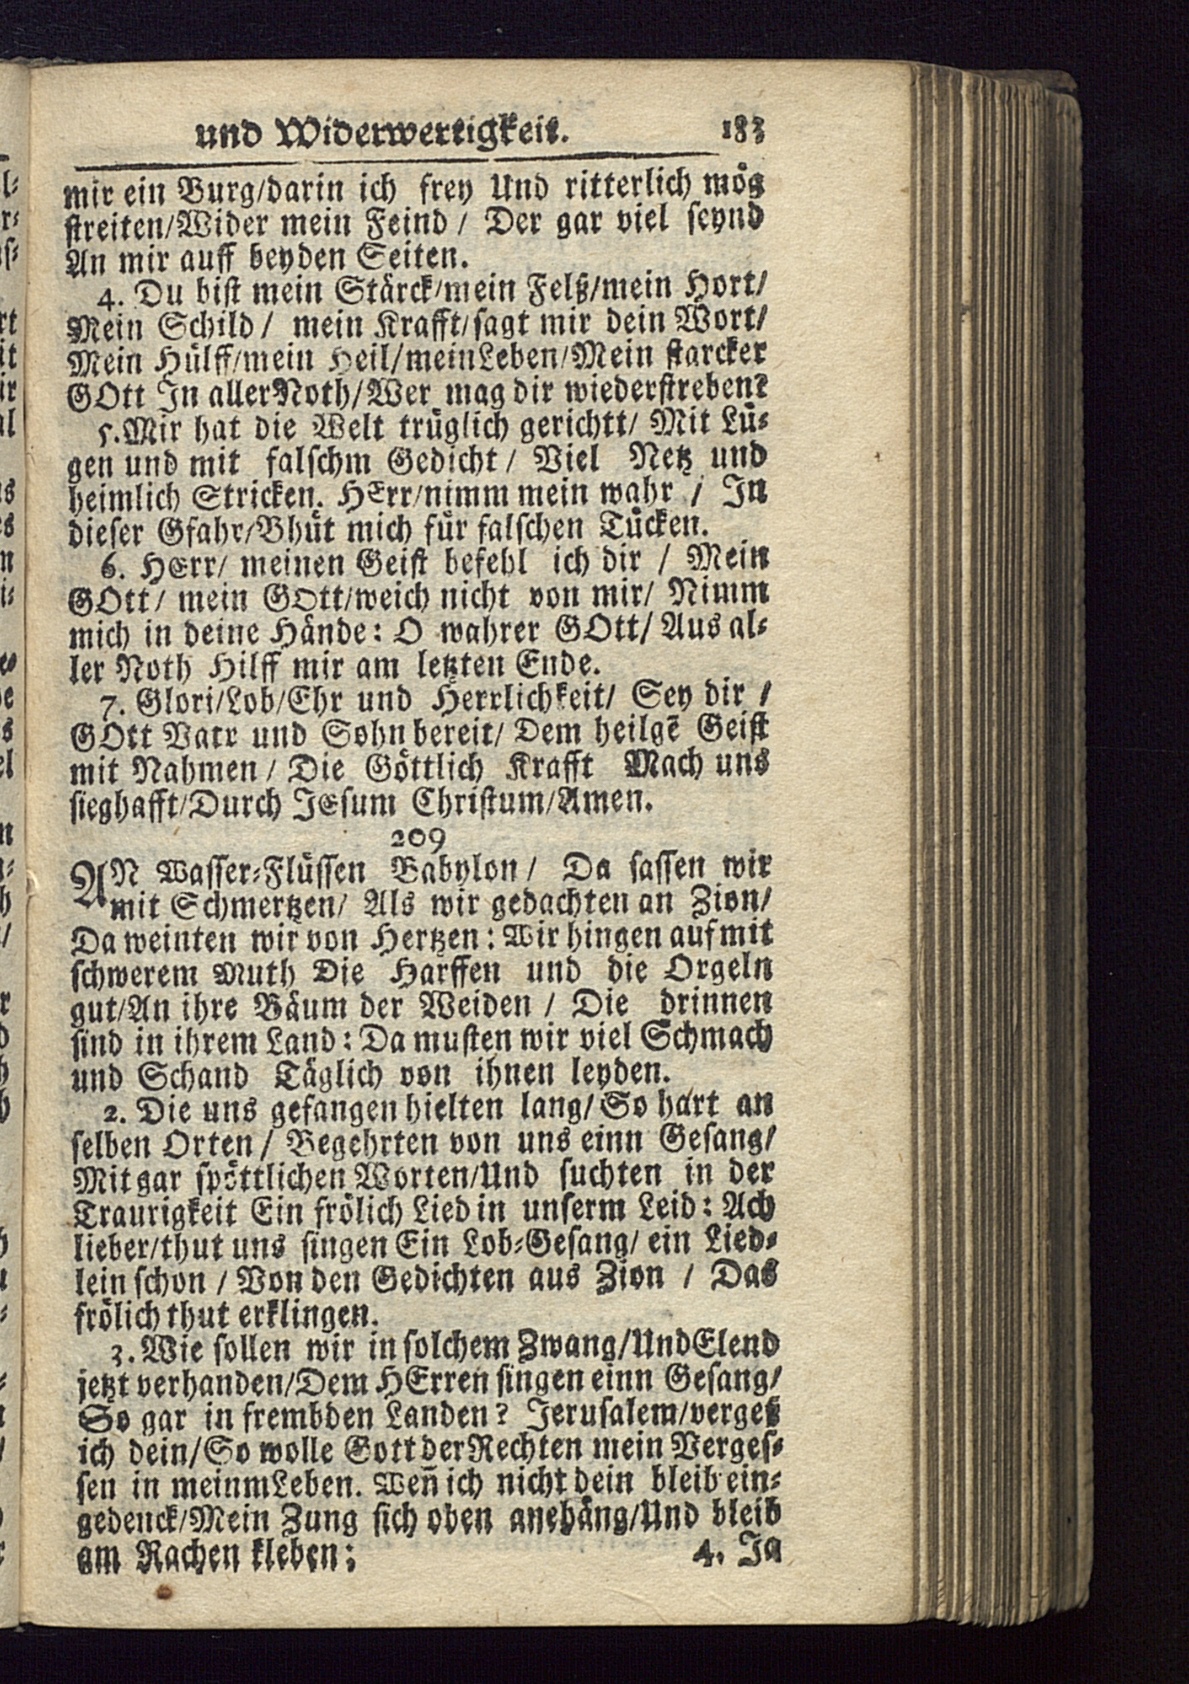 und Widerwertigkeit. 183
mir ein Burg/darin ich frey Und ritterlich mög
streiten/Wider mein Feind / Der gar viel seynd
An mir auff beyden Seiten.
4. Du bist mein Stärck/mein Felß/mein Hort/
Mein Schild / mein Krafft/sagt mir dein Wort/
Mein Hülff/mein Heil/mein Leben/Mein starcker
GOtt In aller Noth/Wer mag dir wiederstreben?
5. Mir hat die Welt trüglich gerichtt/ Mit Lü-
gen und mit falschm Gedicht / Viel Netz und
heimlich Stricken. HErr/nimm mein wahr / In
dieser Gfahr/Bhüt mich für falschen Tücken.
6. HErr/ meinen Geist befehl ich dir / Mein
GOtt/ mein GOtt/weich nicht von mir/ Nimm
mich in deine Hände: O wahrer GOtt/ Aus al-
ler Noth Hilff mir am letzten Ende.
7. Glori/Lob/Ehr und Herrlichkeit/ Sey dir /
GOtt Vatr und Sohn bereit/ Dem heilgē Geist
mit Nahmen / Die Göttlich Krafft Mach uns
sieghafft/Durch JEsum Christum/Amen.
209
AN Wasser-Flüssen Babylon / Da sassen wir
mit Schmertzen/ Als wir gedachten an Zion/
Da weinten wir von Hertzen: Wir hingen auf mit
schwerem Muth Die Harffen und die Orgeln
gut/An ihre Bäum der Weiden / Die drinnen
sind in ihrem Land: Da musten wir viel Schmach
und Schand Täglich von ihnen leyden.
2. Die uns gefangen hielten lang/ So hart an
selben Orten / Begehrten von uns einn Gesang/
Mit gar spöttlichen Worten/Und suchten in der
Traurigkeit Ein frölich Lied in unserm Leid: Ach
lieber/thut uns singen Ein Lob-Gesang/ ein Lied-
lein schon / Von den Gedichten aus Zion / Das
frölich thut erklingen.
3. Wie sollen wir in solchem Zwang/Und Elend
jetzt verhanden/Dem HErren singen einn Gesang/
So gar in frembden Landen? Jerusalem/vergeß
ich dein/So wolle Gott der Rechten mein Verges-
sen in meinm Leben. Weñ ich nicht dein bleib ein-
gedenck/Mein Zung sich oben anehäng/Und bleib
am Rachen kleben:
4. Ja